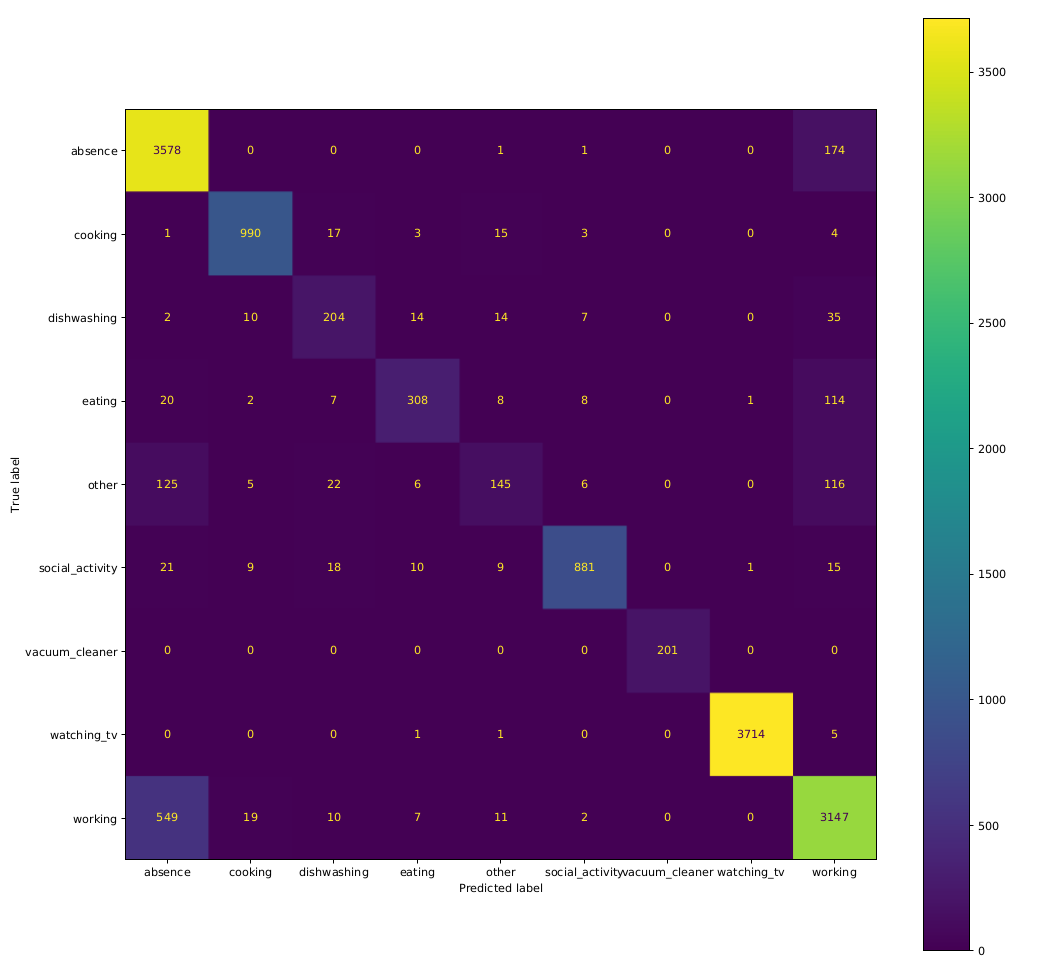 absence 3578 0 0 0 1 1 0 0 174
cooking 1 990 17 3 15 3 0 0 4
dishwashing 2 10 204 14 14 7 0 0 35
eating 20 2 7 308 8 8 0 1 114
other 125 5 22 6 145 6 0 0 116
social_activity 21 9 18 10 9 881 0 1 15
vacuum_cleaner 0 0 0 0 0 0 201 0 0
watching_tv 0 0 0 1 1 0 0 3714 5
working 549 19 10 7 11 2 0 0 3147
absence cooking dishwashing eating other social_activity vacuum_cleaner watching_tv working
Predicted label
True label
3500
3000
2500
2000
1500
1000
500
0